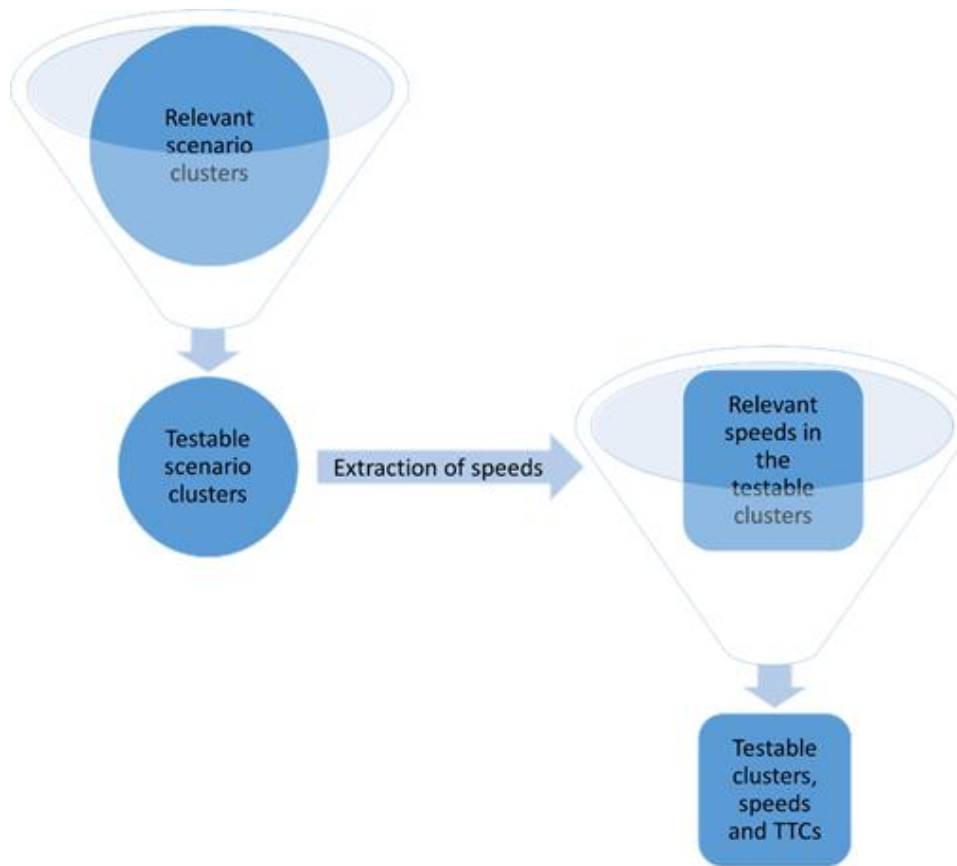 Relevant
scenario
clusters
Testable
scenario
clusters
Extraction of speeds
Relevant
speeds in
the
testable
clusters
Testable
clusters,
speeds
and TTCs